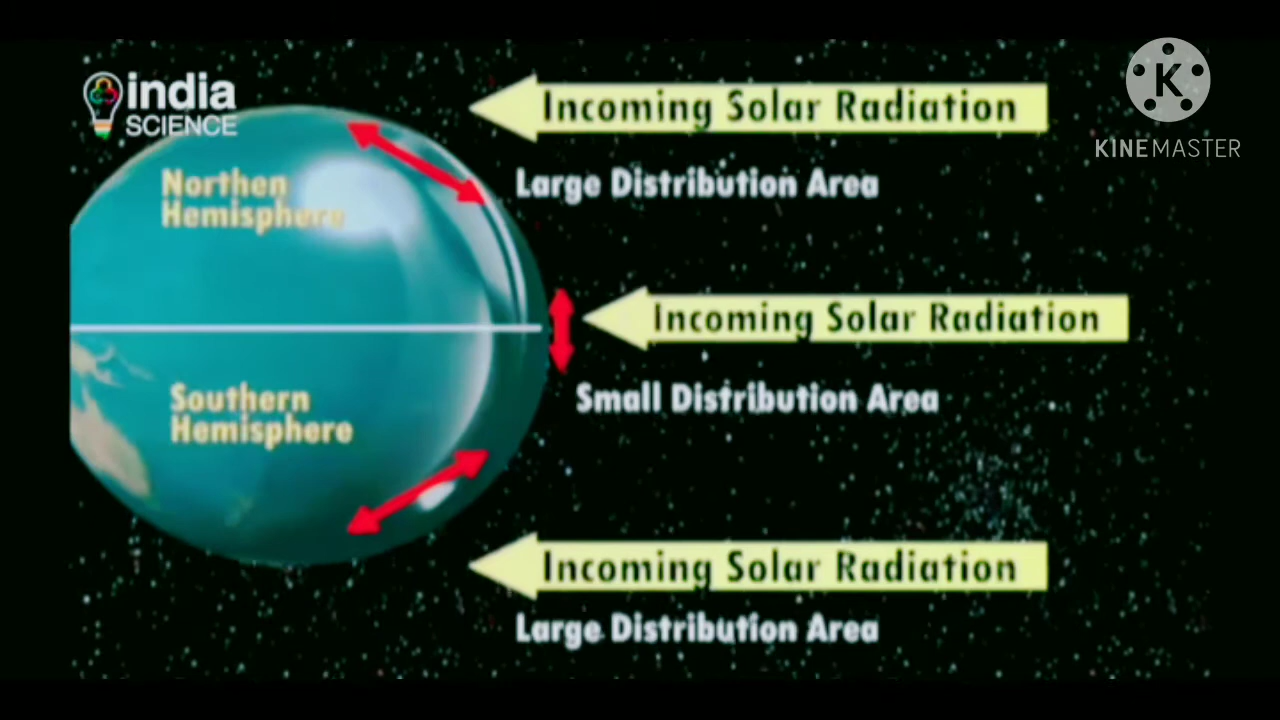 india
SCIENCE
K
KINEMASTER
Incoming Solar Radiation
Large Distribution Area
Northen
Hemisphere
Incoming Solar Radiation
Small Distribution Area
Southern
Hemisphere
Incoming Solar Radiation
Large Distribution Area